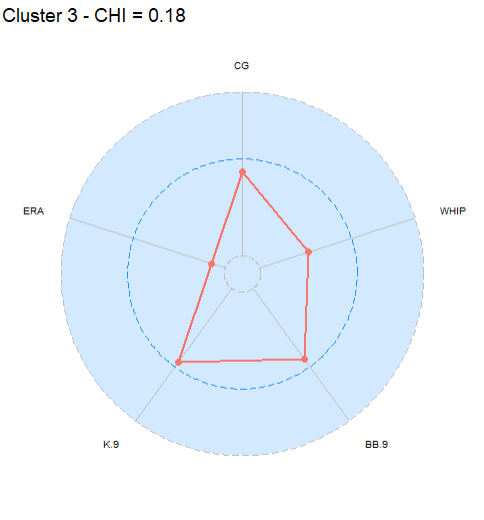 Cluster 3 - CHI = 0.18
CG
ERA
WHIP
K.9
BB.9